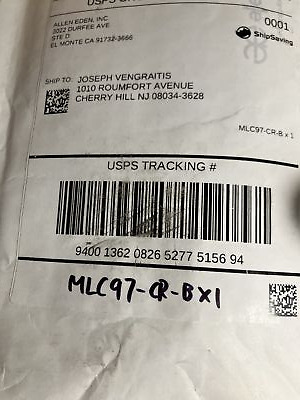 ALLEN EDEN, INC.
3022 DURFEE AVE
STE D
EL MONTE CA 91732-3666
0001
ShipSaving
SHIP TO:
JOSEPH VENGRAITIS
1010 ROUMFORT AVENUE
CHERRY HILL NJ 08034-3628
MLC97-CR-B x 1
USPS TRACKING #
9400 1362 0826 5277 5156 94
MLC97-CR-BX1